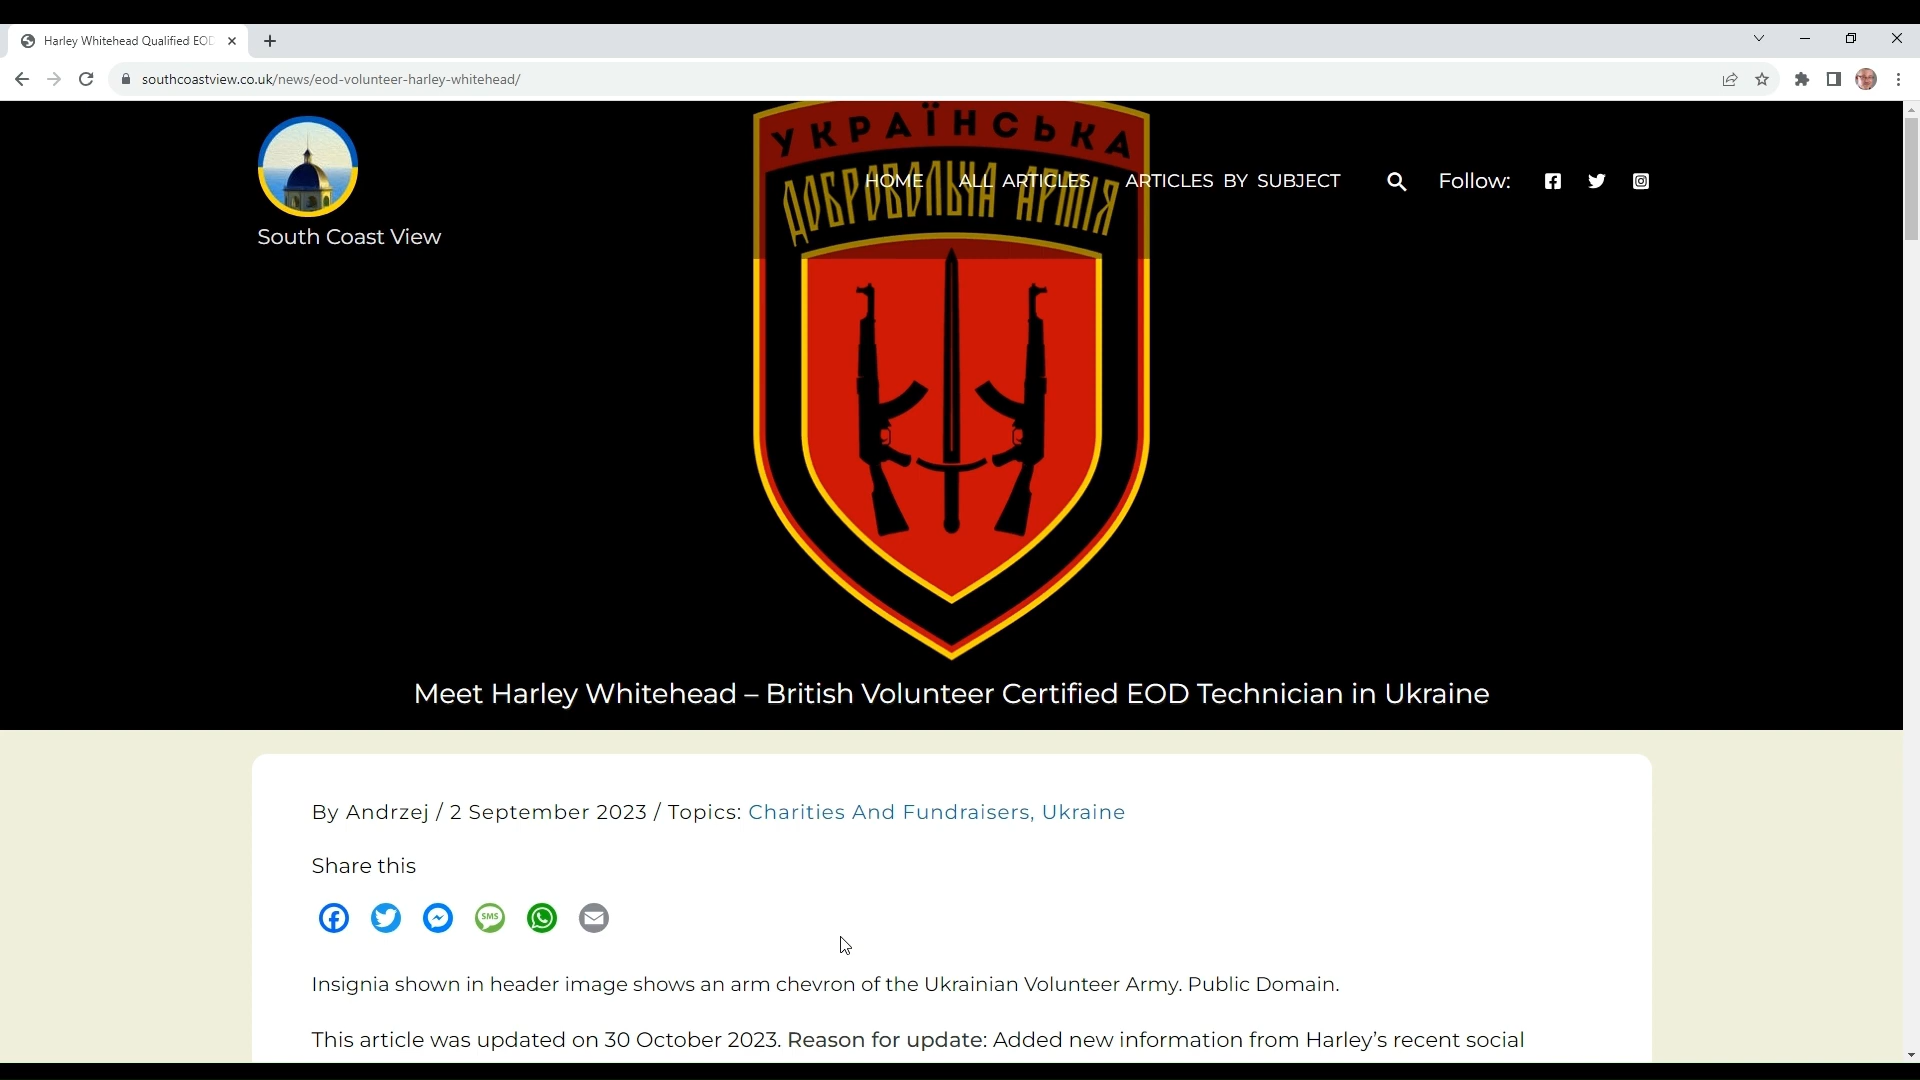 Harley Whitehead Qualified EOD
southcoastview.co.uk/news/eod-volunteer-harley-whitehead/
УКРАЇНСЬКА
ДОБРОВОЛЬЧА АРМІЯ
HOME ALL ARTICLES ARTICLES BY SUBJECT Follow:
South Coast View
Meet Harley Whitehead – British Volunteer Certified EOD Technician in Ukraine
By Andrzej / 2 September 2023 / Topics: Charities And Fundraisers, Ukraine
Share this
SMS
Insignia shown in header image shows an arm chevron of the Ukrainian Volunteer Army. Public Domain.
This article was updated on 30 October 2023. Reason for update: Added new information from Harley’s recent social